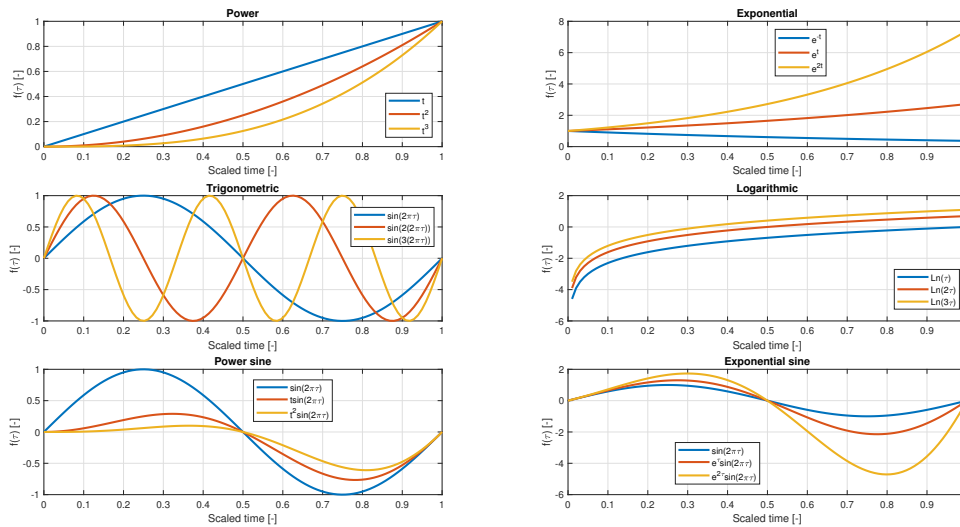 Power
1
0.8
0.6
0.4
0.2
0
f(τ) [-]
t
t²
t³
0 0.1 0.2 0.3 0.4 0.5 0.6 0.7 0.8 0.9 1
Scaled time [-]
Exponential
8
6
4
2
0
f(τ) [-]
e⁻ᵗ
eᵗ
e²ᵗ
0 0.1 0.2 0.3 0.4 0.5 0.6 0.7 0.8 0.9
Scaled time [-]
Trigonometric
1
0.5
0
-0.5
-1
f(τ) [-]
sin(2πτ)
sin(2(2πτ))
sin(3(2πτ))
0 0.1 0.2 0.3 0.4 0.5 0.6 0.7 0.8 0.9 1
Scaled time [-]
Logarithmic
2
0
-2
-4
-6
f(τ) [-]
Ln(τ)
Ln(2τ)
Ln(3τ)
0 0.1 0.2 0.3 0.4 0.5 0.6 0.7 0.8 0.9
Scaled time [-]
Power sine
1
0.5
0
-0.5
-1
f(τ) [-]
sin(2πτ)
tsin(2πτ)
t²sin(2πτ)
0 0.1 0.2 0.3 0.4 0.5 0.6 0.7 0.8 0.9 1
Scaled time [-]
Exponential sine
2
0
-2
-4
-6
f(τ) [-]
sin(2πτ)
e^τsin(2πτ)
e^2τsin(2πτ)
0 0.1 0.2 0.3 0.4 0.5 0.6 0.7 0.8 0.9
Scaled time [-]